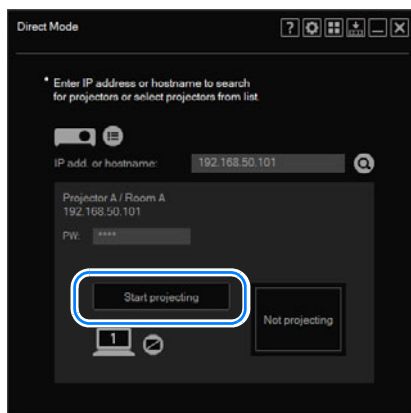 Direct Mode
?
* Enter IP address or hostname to search
for projectors or select projectors from list.
IP add. or hostname: 192.168.50.101
Projector A / Room A
192.168.50.101
PW: ****
Start projecting
Not projecting
1